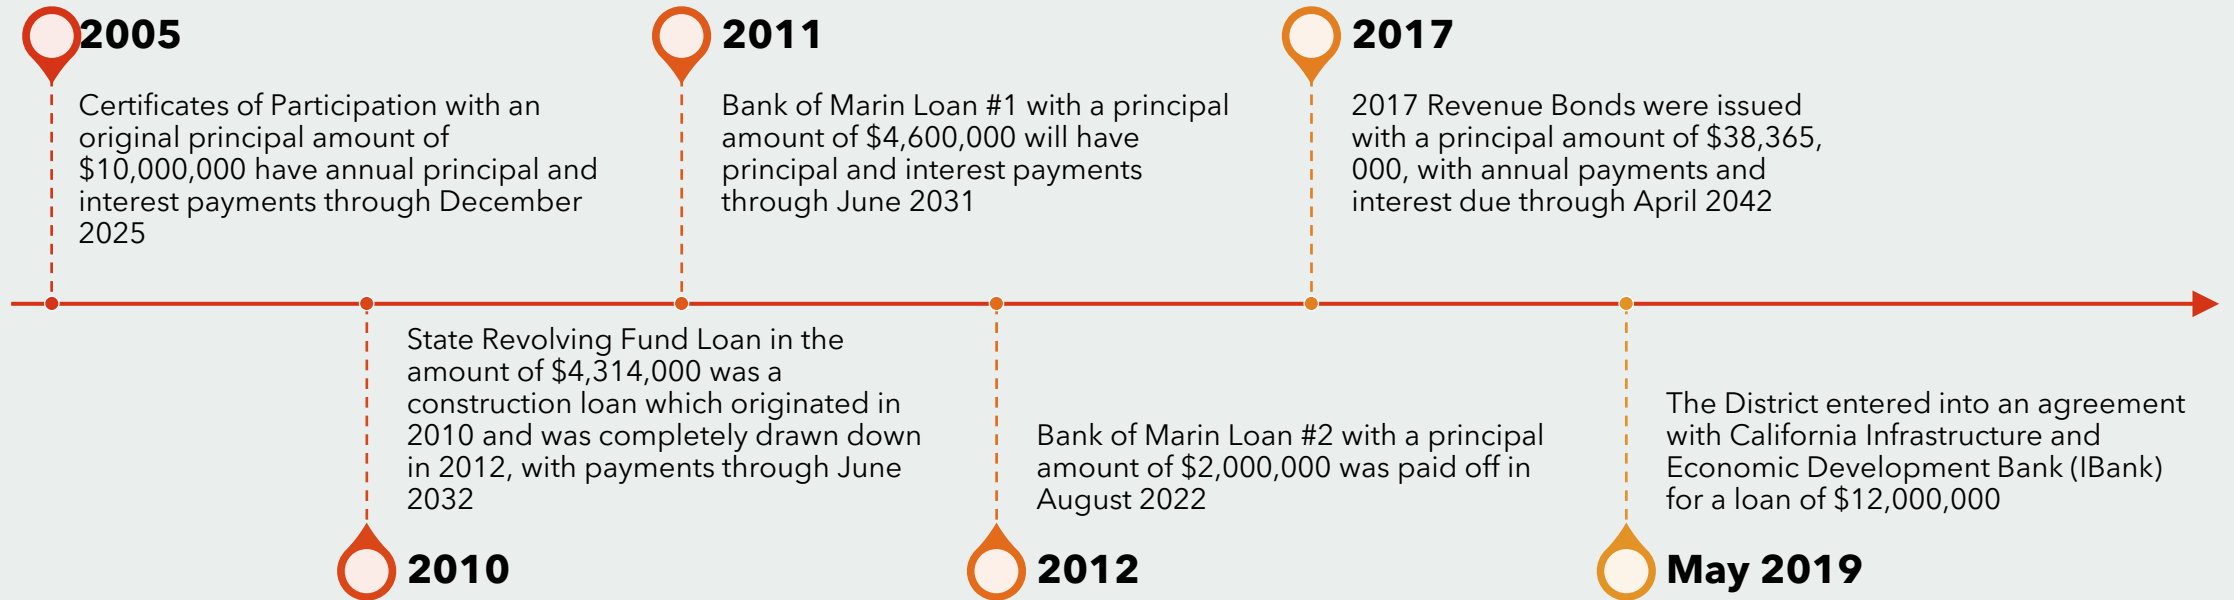 2005
Certificates of Participation with an
original principal amount of
$10,000,000 have annual principal and
interest payments through December
2025
State Revolving Fund Loan in the
amount of $4,314,000 was a
construction loan which originated in
2010 and was completely drawn down
in 2012, with payments through June
2032
2010
2011
Bank of Marin Loan #1 with a principal
amount of $4,600,000 will have
principal and interest payments
through June 2031
Bank of Marin Loan #2 with a principal
amount of $2,000,000 was paid off in
August 2022
2012
2017
2017 Revenue Bonds were issued
with a principal amount of $38,365,
000, with annual payments and
interest due through April 2042
The District entered into an agreement
with California Infrastructure and
Economic Development Bank (IBank)
for a loan of $12,000,000
May 2019